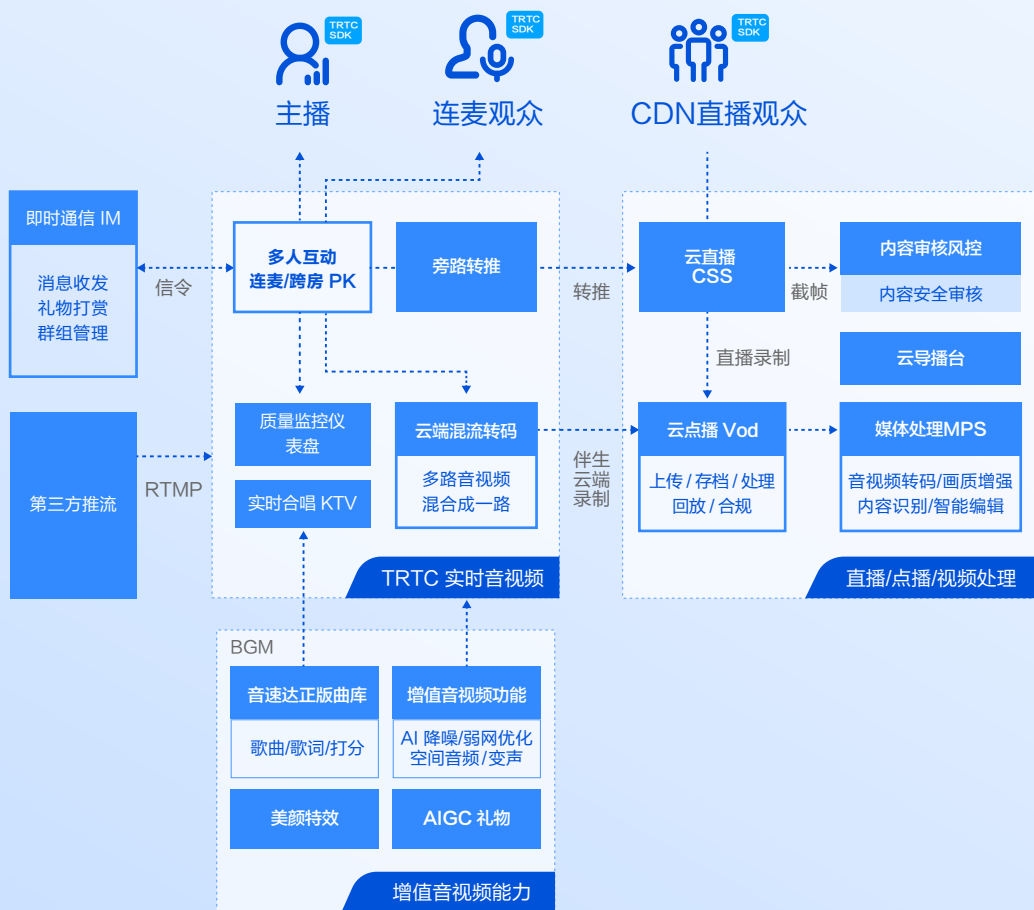 TRTC
SDK
TRTC
SDK
TRTC
SDK
主播
连麦观众
CDN直播观众
即时通信 IM
消息收发
礼物打赏
群组管理
信令
多人互动
连麦/跨房 PK
旁路转推
转推
云直播
CSS
截帧
内容审核风控
内容安全审核
直播录制
云导播台
第三方推流
RTMP
质量监控仪
表盘
实时合唱 KTV
云端混流转码
多路音视频
混合成一路
伴生
云端
录制
云点播 Vod
上传 / 存档 / 处理
回放 / 合规
媒体处理MPS
音视频转码/画质增强
内容识别/智能编辑
TRTC 实时音视频
直播/点播/视频处理
BGM
音速达正版曲库
歌曲/歌词/打分
增值音视频功能
AI 降噪/弱网优化
空间音频/变声
美颜特效
AIGC 礼物
增值音视频能力